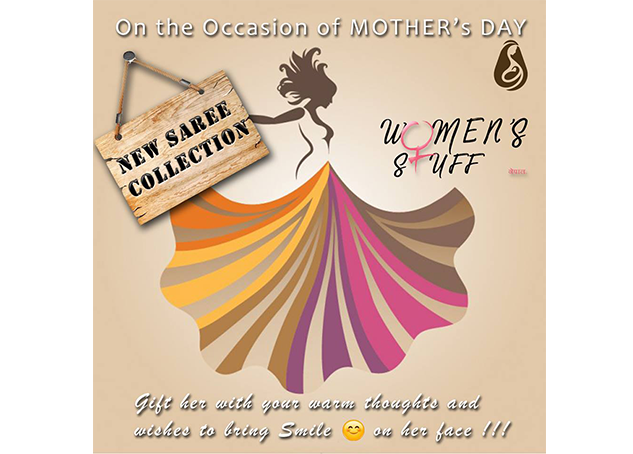 On the Occasion of MOTHER's DAY
NEW SAREE
COLLECTION
WOMEN'S
STUFF
Gift her with your warm thoughts and
wishes to bring Smile 😊 on her face !!!